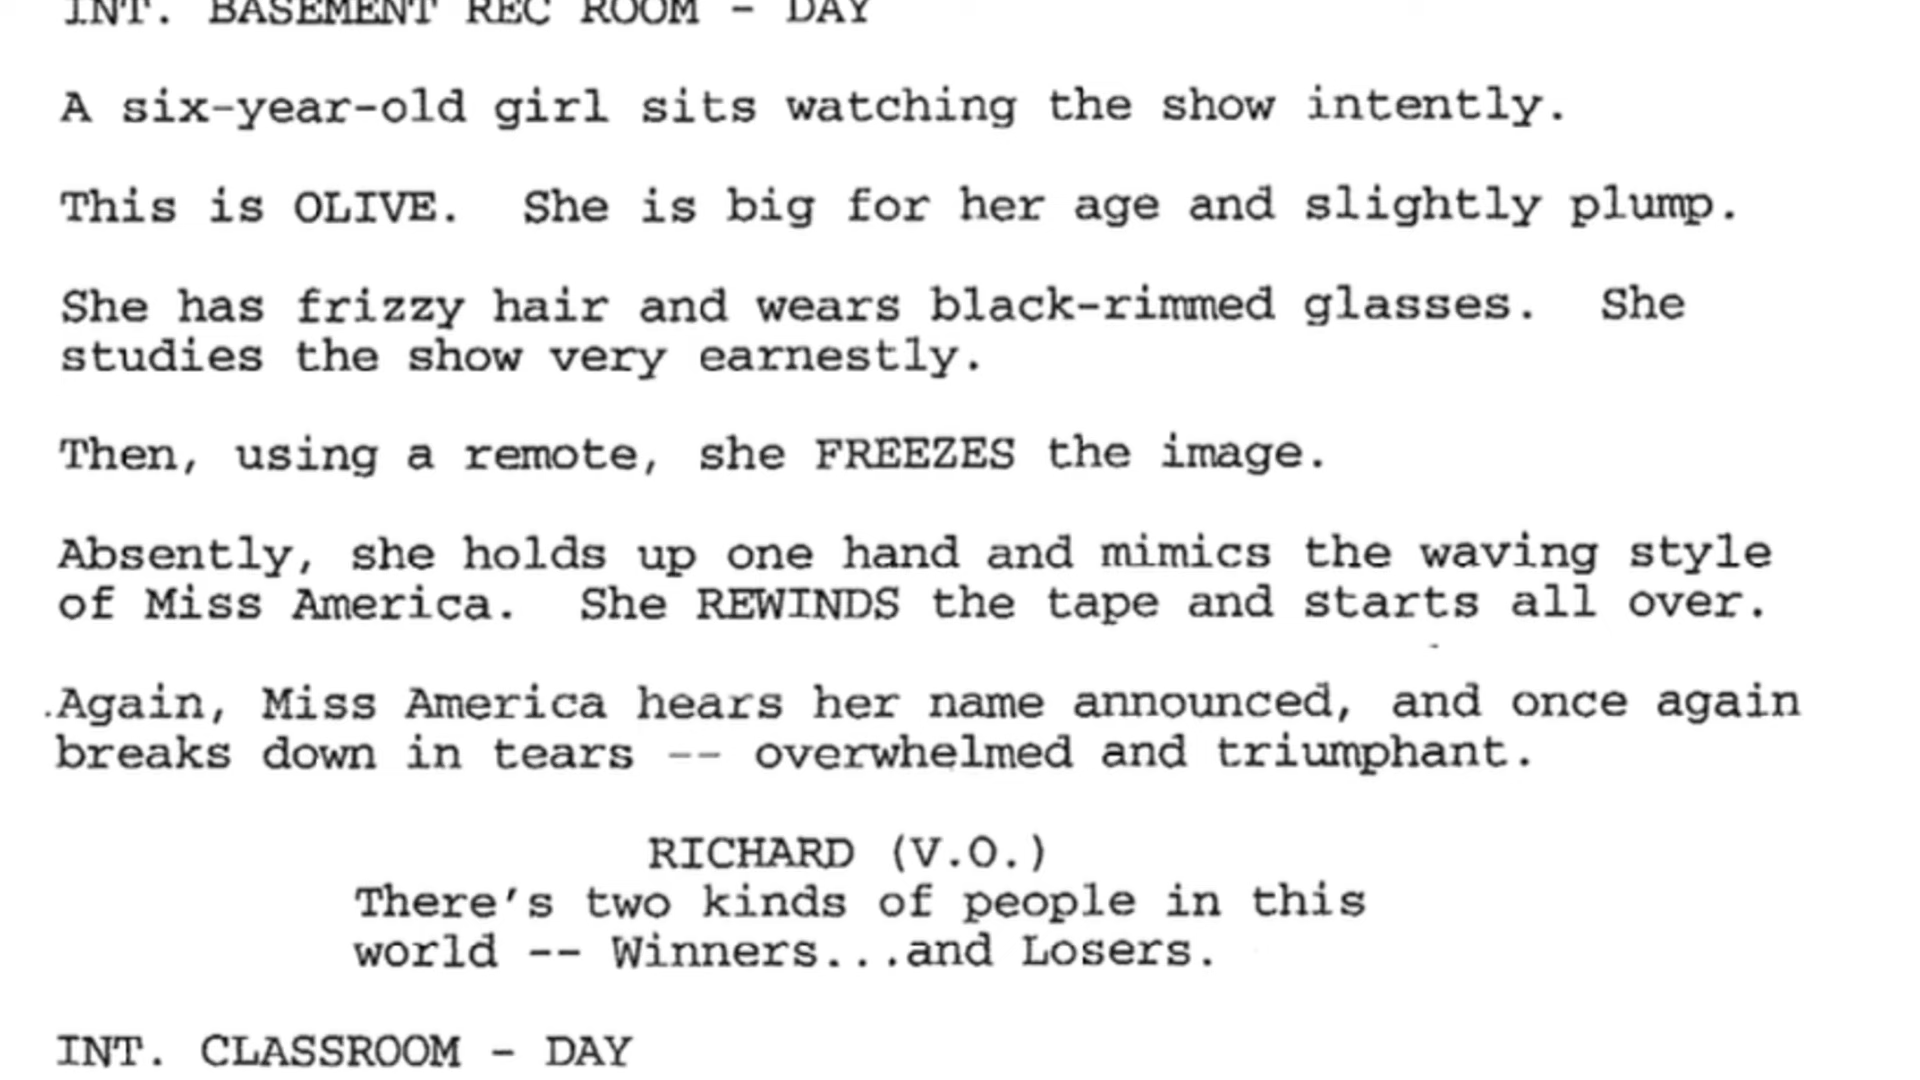 INT. BASEMENT REC ROOM - DAY
A six-year-old girl sits watching the show intently.
This is OLIVE.  She is big for her age and slightly plump.
She has frizzy hair and wears black-rimmed glasses.  She
studies the show very earnestly.
Then, using a remote, she FREEZES the image.
Absently, she holds up one hand and mimics the waving style
of Miss America.  She REWINDS the tape and starts all over.
Again, Miss America hears her name announced, and once again
breaks down in tears -- overwhelmed and triumphant.
RICHARD (V.O.)
There's two kinds of people in this
world -- Winners...and Losers.
INT. CLASSROOM - DAY